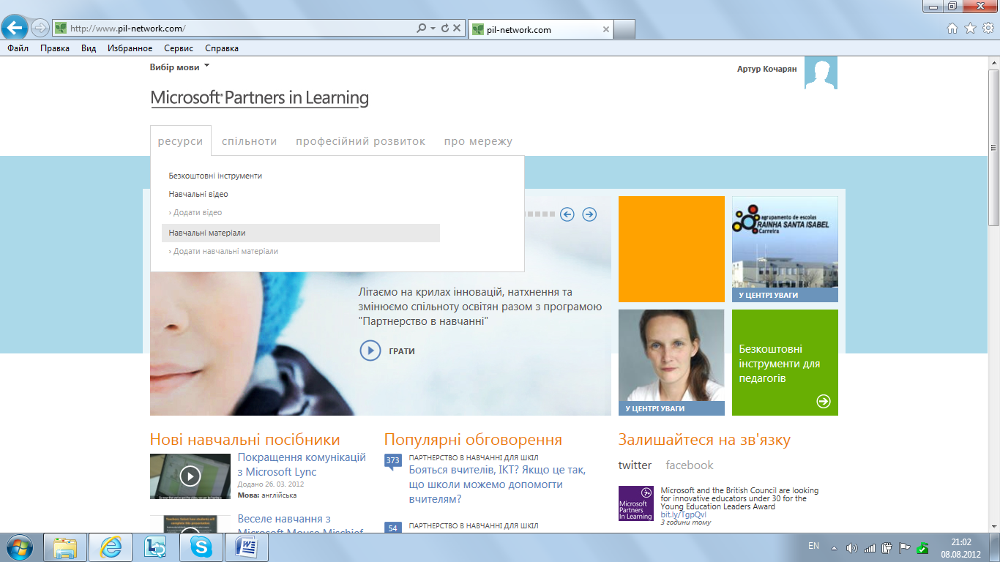 http://www.pil-network.com/
pil-network.com
Файл Правка Вид Избранное Сервис Справка
Вибір мови
Артур Кочарян
Microsoft® Partners in Learning
ресурси спільноти професійний розвиток про мережу
Безкоштовні інструменти
Навчальні відео
› Додати відео
Навчальні матеріали
› Додати навчальні матеріали
Літаємо на крилах інновацій, натхнення та
змінюємо спільноту освітян разом з програмою
"Партнерство в навчанні"
ГРАТИ
agrupamento de escolas
RAINHA SANTA ISABEL
Carreira
У ЦЕНТРІ УВАГИ
У ЦЕНТРІ УВАГИ
Безкоштовні
інструменти для
педагогів
Нові навчальні посібники
Покращення комунікацій
з Microsoft Lync
Додано 26. 03. 2012
Мова: англійська
Веселе навчання з
Microsoft Mouse Mischief
Популярні обговорення
373
ПАРТНЕРСТВО В НАВЧАННІ ДЛЯ ШКІЛ
Бояться вчителів, ІКТ? Якщо це так,
що школи можемо допомогти
вчителям?
54
ПАРТНЕРСТВО В НАВЧАННІ ДЛЯ ШКІЛ
Залишайтеся на зв'язку
twitter facebook
Microsoft
Partners
In Learning
Microsoft and the British Council are looking
for innovative educators under 30 for the
Young Education Leaders Award
bit.ly/TgpQvl
3 години тому
EN
21:02
08.08.2012